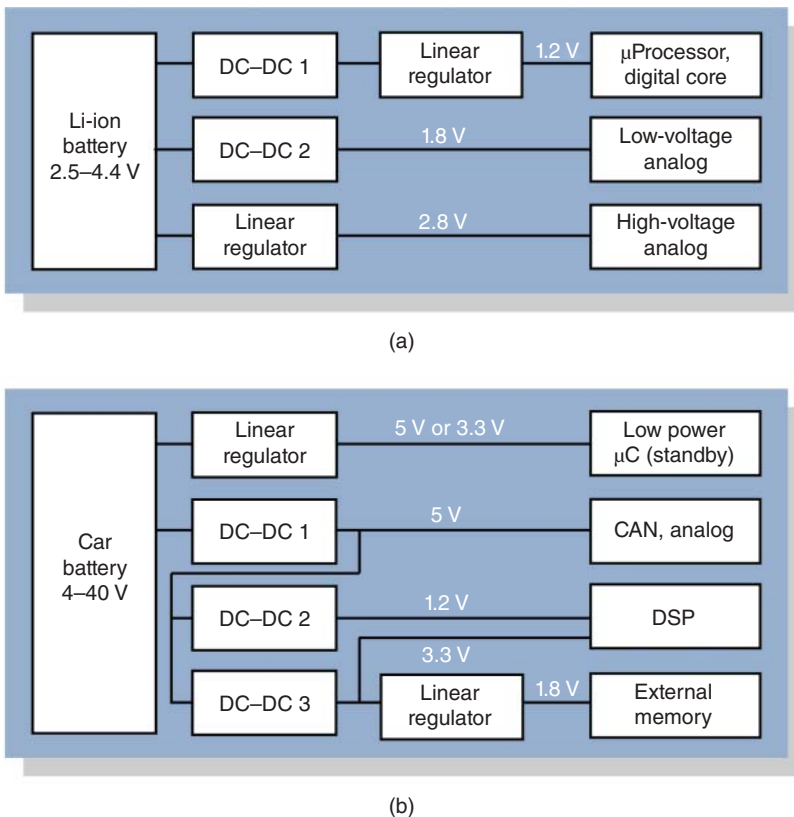 Li-ion
battery
2.5–4.4 V
DC–DC 1
Linear
regulator
1.2 V
μProcessor,
digital core
DC–DC 2
1.8 V
Low-voltage
analog
Linear
regulator
2.8 V
High-voltage
analog
(a)
Car
battery
4–40 V
Linear
regulator
5 V or 3.3 V
Low power
μC (standby)
DC–DC 1
5 V
CAN, analog
DC–DC 2
1.2 V
DSP
3.3 V
DC–DC 3
Linear
regulator
1.8 V
External
memory
(b)